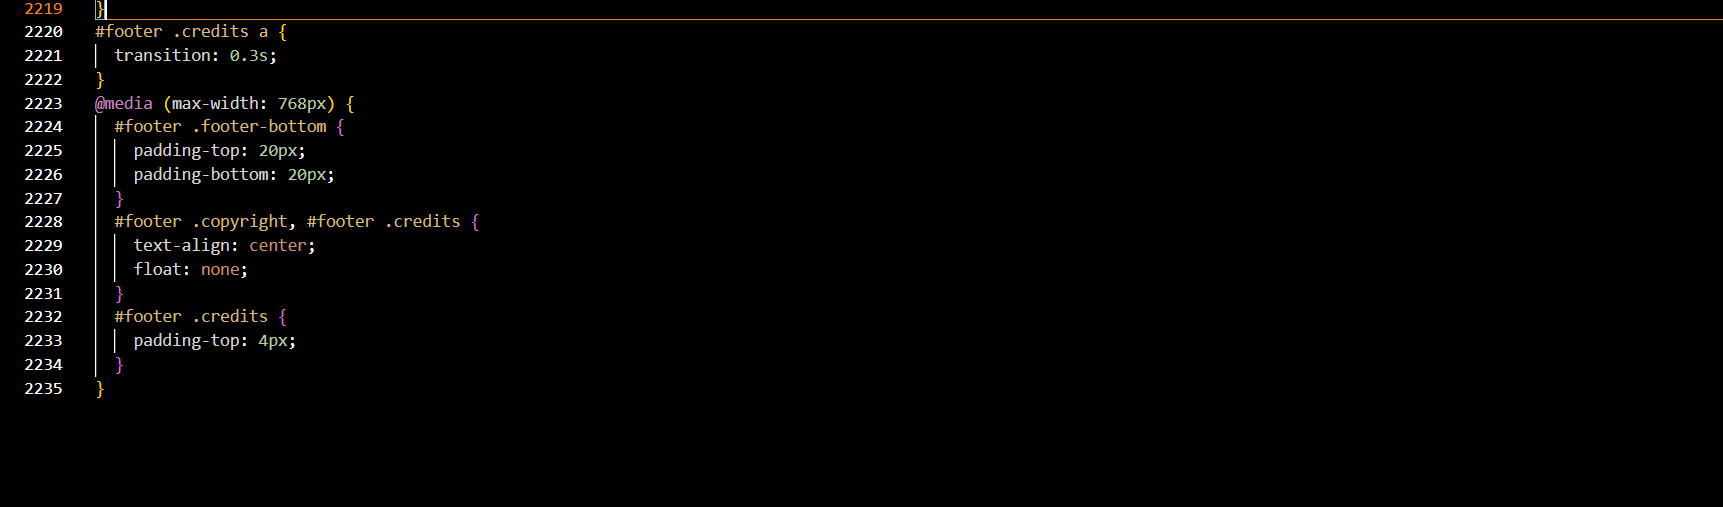 2219 }
2220 #footer .credits a {
2221 transition: 0.3s;
2222 }
2223 @media (max-width: 768px) {
2224 #footer .footer-bottom {
2225 padding-top: 20px;
2226 padding-bottom: 20px;
2227 }
2228 #footer .copyright, #footer .credits {
2229 text-align: center;
2230 float: none;
2231 }
2232 #footer .credits {
2233 padding-top: 4px;
2234 }
2235 }